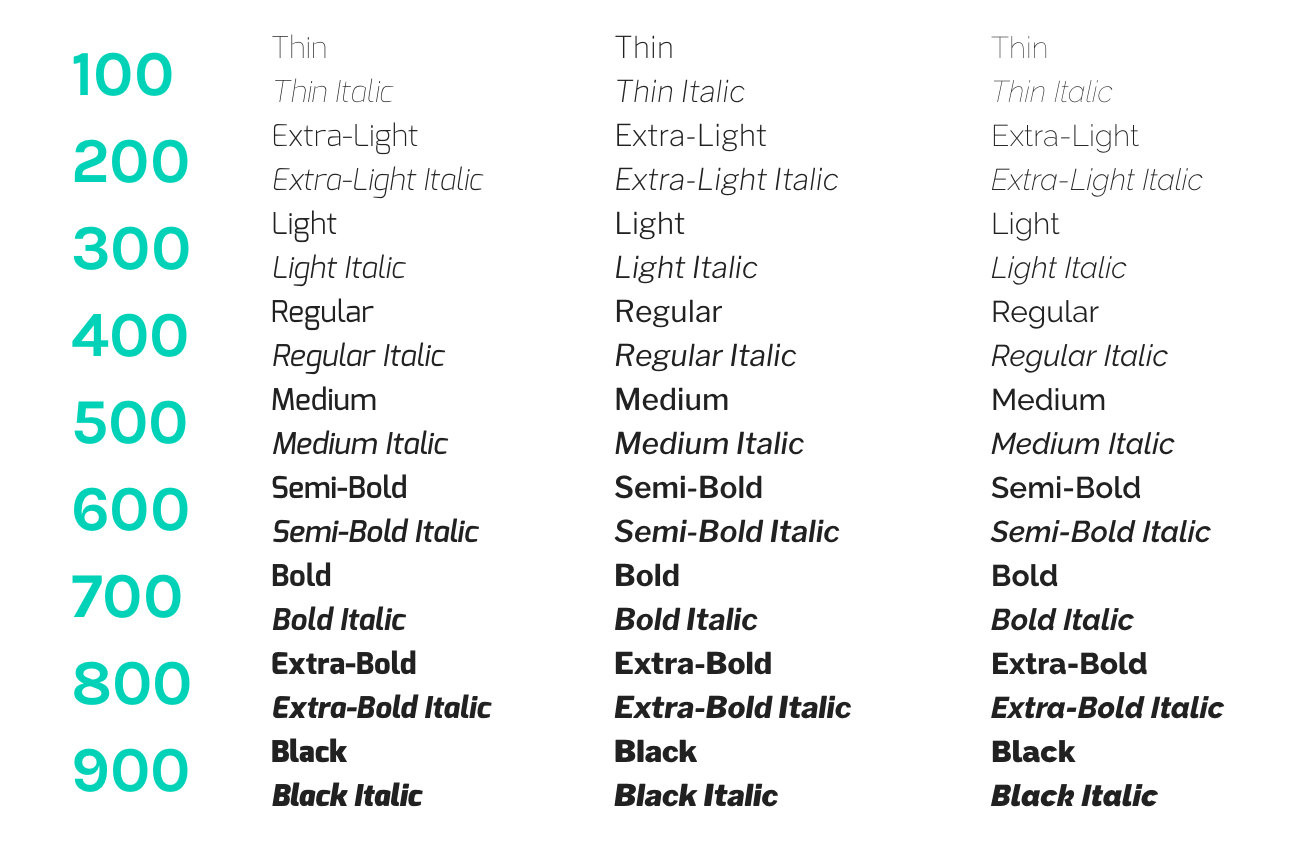 100
Thin Thin Thin
Thin Italic Thin Italic Thin Italic
200
Extra-Light Extra-Light Extra-Light
Extra-Light Italic Extra-Light Italic Extra-Light Italic
300
Light Light Light
Light Italic Light Italic Light Italic
400
Regular Regular Regular
Regular Italic Regular Italic Regular Italic
500
Medium Medium Medium
Medium Italic Medium Italic Medium Italic
600
Semi-Bold Semi-Bold Semi-Bold
Semi-Bold Italic Semi-Bold Italic Semi-Bold Italic
700
Bold Bold Bold
Bold Italic Bold Italic Bold Italic
800
Extra-Bold Extra-Bold Extra-Bold
Extra-Bold Italic Extra-Bold Italic Extra-Bold Italic
900
Black Black Black
Black Italic Black Italic Black Italic